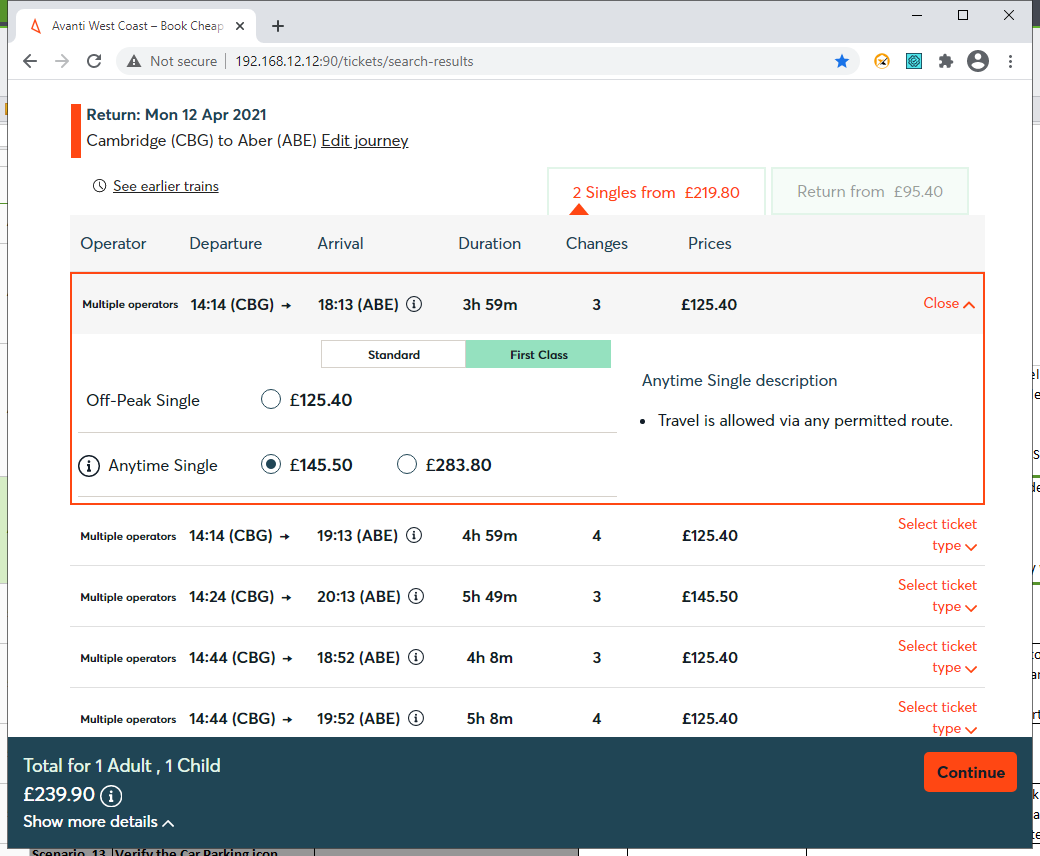 Avanti West Coast – Book Cheap
Not secure
192.168.12.12:90/tickets/search-results
Return: Mon 12 Apr 2021
Cambridge (CBG) to Aber (ABE) Edit journey
See earlier trains
2 Singles from £219.80
Return from £95.40
Operator Departure Arrival Duration Changes Prices
Multiple operators 14:14 (CBG) → 18:13 (ABE) 3h 59m 3 £125.40 Close
Standard First Class
Anytime Single description
Off-Peak Single £125.40
Travel is allowed via any permitted route.
Anytime Single £145.50 £283.80
Multiple operators 14:14 (CBG) → 19:13 (ABE) 4h 59m 4 £125.40 Select ticket
type
Multiple operators 14:24 (CBG) → 20:13 (ABE) 5h 49m 3 £145.50 Select ticket
type
Multiple operators 14:44 (CBG) → 18:52 (ABE) 4h 8m 3 £125.40 Select ticket
type
Multiple operators 14:44 (CBG) → 19:52 (ABE) 5h 8m 4 £125.40 Select ticket
type
Total for 1 Adult , 1 Child
£239.90
Continue
Show more details
Scenario 13 Verify the Car Parking icon